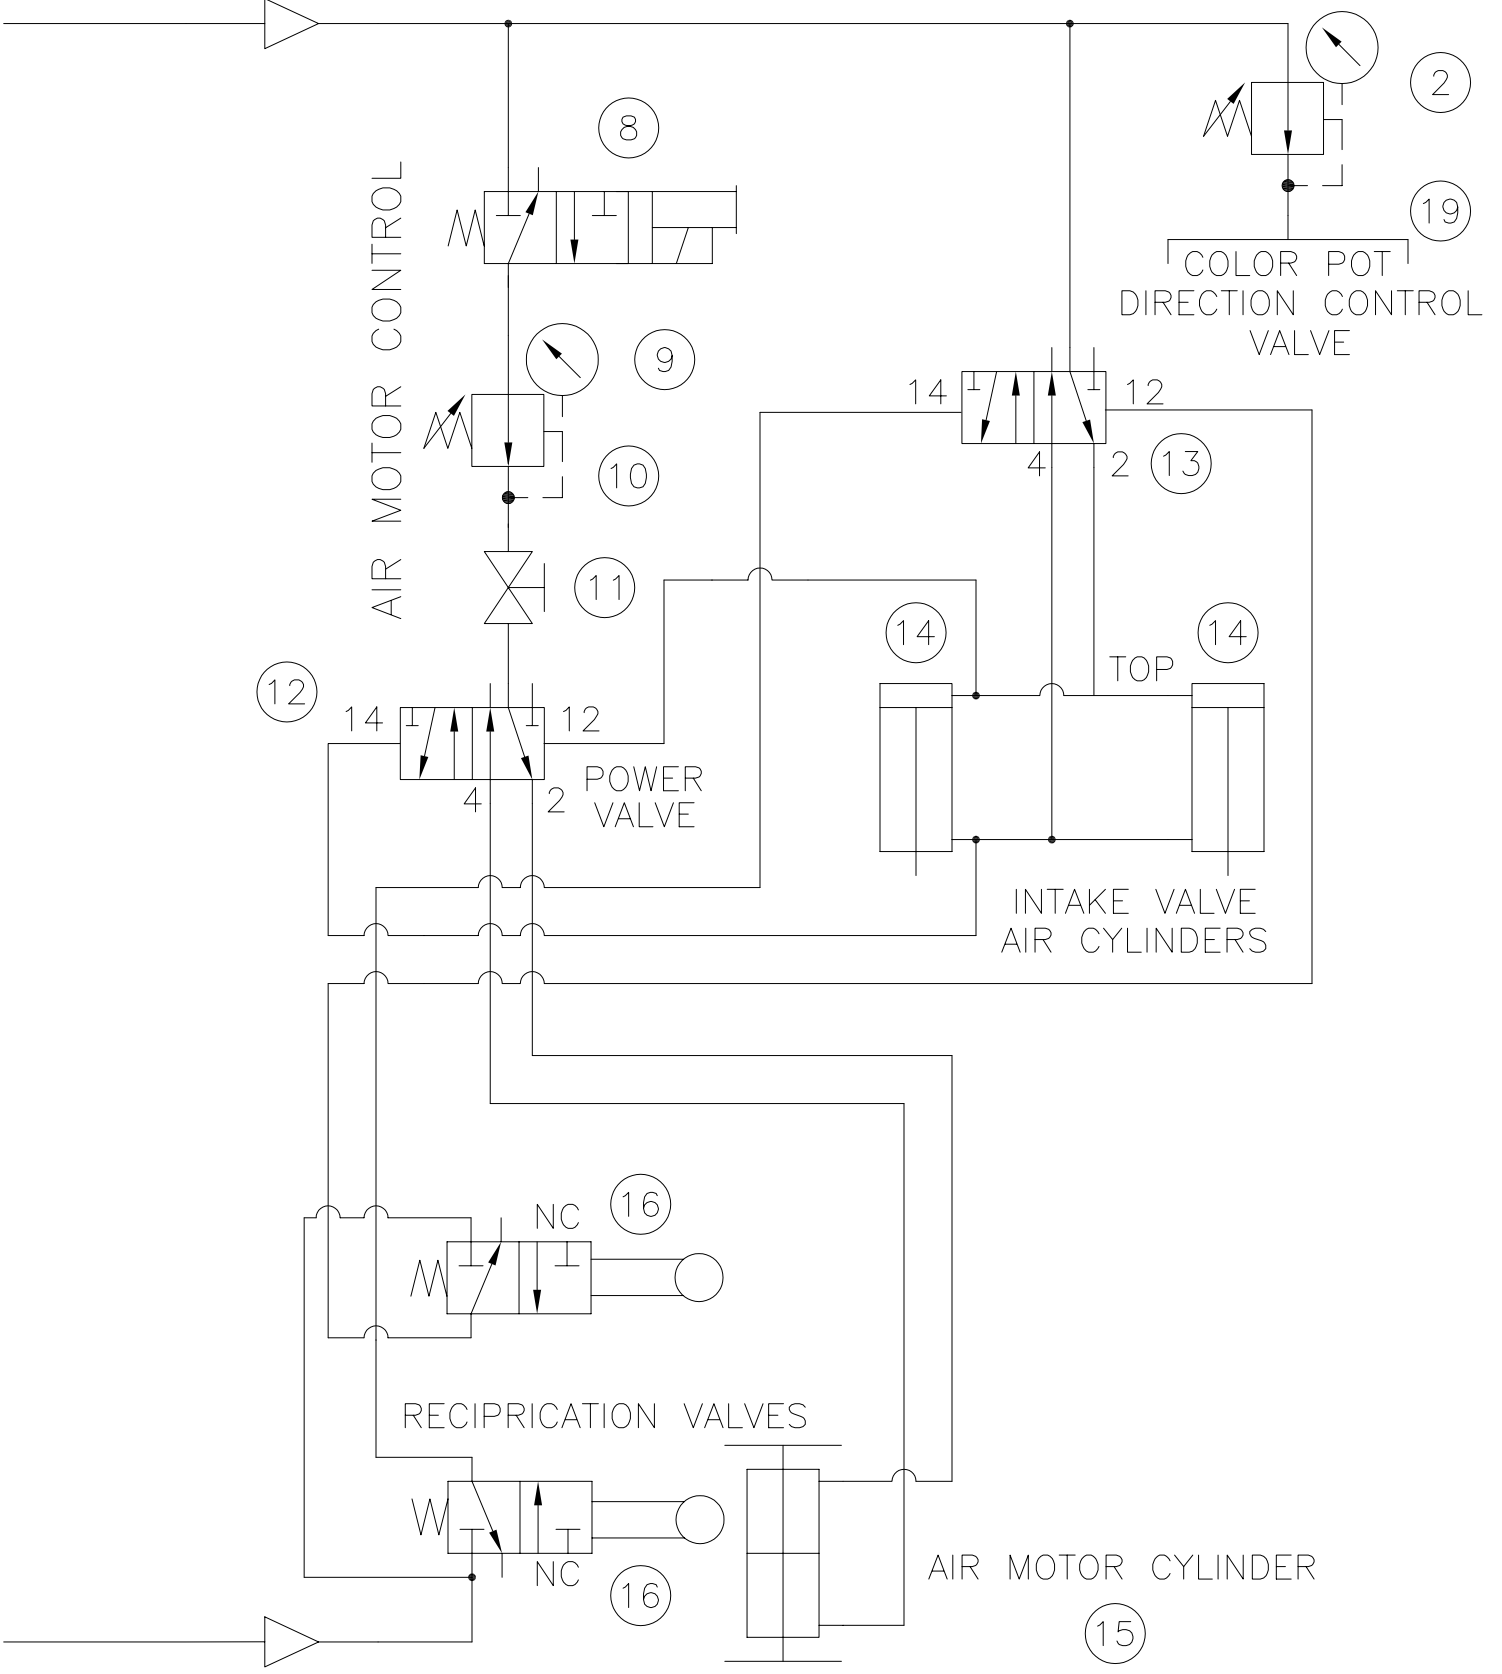 2
8
19
COLOR POT
DIRECTION CONTROL
VALVE
AIR MOTOR CONTROL
9
14
12
10
4
2
13
11
14
14
TOP
12
14
12
POWER
VALVE
4
2
INTAKE VALVE
AIR CYLINDERS
NC
16
RECIPRICATION VALVES
NC
16
AIR MOTOR CYLINDER
15